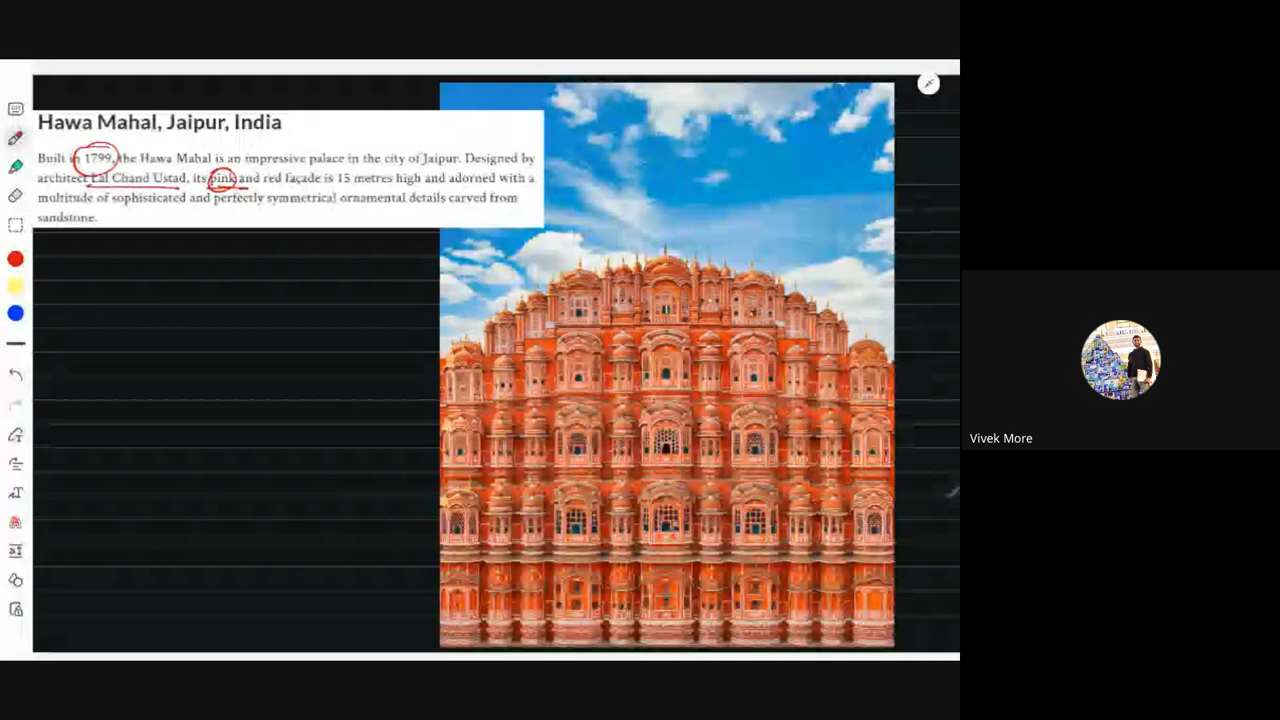 Hawa Mahal, Jaipur, India
Built in 1799, the Hawa Mahal is an impressive palace in the city of Jaipur. Designed by
architect Lal Chand Ustad, its pink and red façade is 15 metres high and adorned with a
multitude of sophisticated and perfectly symmetrical ornamental details carved from
sandstone.
Vivek More